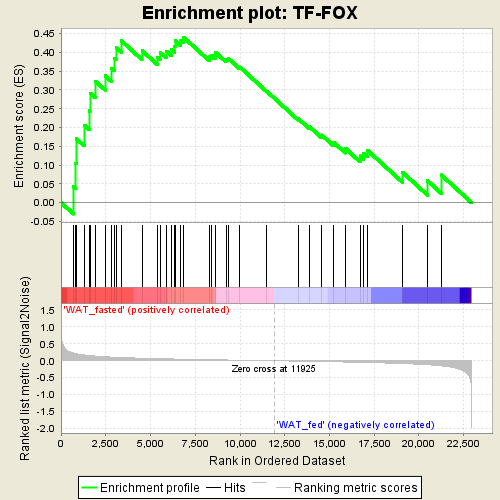 Enrichment plot: TF-FOX
Enrichment score (ES)
0.45
0.40
0.35
0.30
0.25
0.20
0.15
0.10
0.05
0.00
-0.05
'WAT_fasted' (positively correlated)
Ranked list metric (Signal2Noise)
1.5
1.0
0.5
0.0
-0.5
-1.0
-1.5
-2.0
Zero cross at 11925
'WAT_fed' (negatively correlated)
0 2,500 5,000 7,500 10,000 12,500 15,000 17,500 20,000 22,500
Rank in Ordered Dataset
Enrichment profile Hits Ranking metric scores